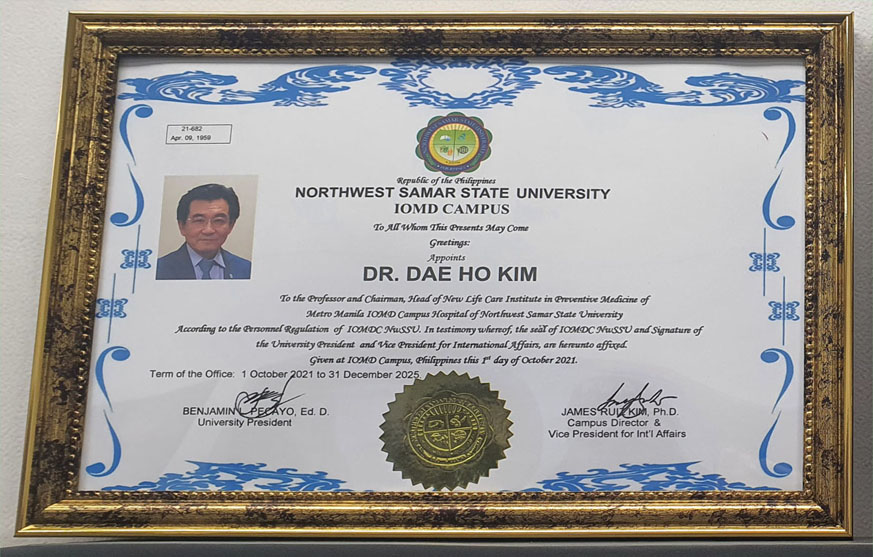 21-682
Apr. 09, 1959
Republic of the Philippines
NORTHWEST SAMAR STATE UNIVERSITY
IOMD CAMPUS
To All Whom This Presents May Come
Greetings:
Appoints
DR. DAE HO KIM
To the Professor and Chairman, Head of New Life Care Institute in Preventive Medicine of
Metro Manila IOMD Campus Hospital of Northwest Samar State University
According to the Personnel Regulation of IOMDC NwSSU. In testimony whereof, the seal of IOMDC NwSSU and Signature of
the University President and Vice President for International Affairs, are hereunto affixed.
Given at IOMD Campus, Philippines this 1st day of October 2021.
Term of the Office: 1 October 2021 to 31 December 2025
BENJAMIN L. PECAYO, Ed. D.
University President
JAMES RUIZ KIM, Ph.D.
Campus Director &
Vice President for Int'l Affairs